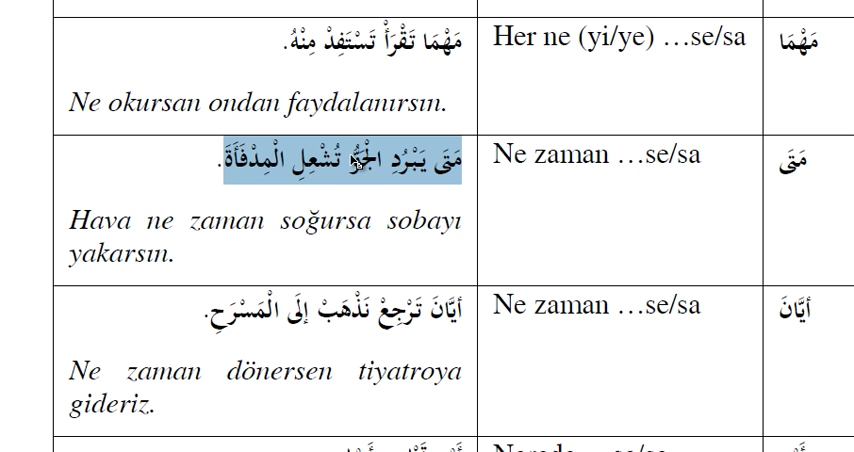 مَهْمَا
Her ne (yi/ye) …se/sa
مَهْمَا تَقْرَأْ تَسْتَفِدْ مِنْهُ.
Ne okursan ondan faydalanırsın.
مَتَى
Ne zaman …se/sa
مَتَى يَبْرُدِ الْجَوُّ تُشْعِلِ الْمِدْفَأَةَ.
Hava ne zaman soğursa sobayı
yakarsın.
أَيَّانَ
Ne zaman …se/sa
أَيَّانَ تَرْجِعْ نَذْهَبْ إِلَى الْمَسْرَحِ.
Ne zaman dönersen tiyatroya
gideriz.